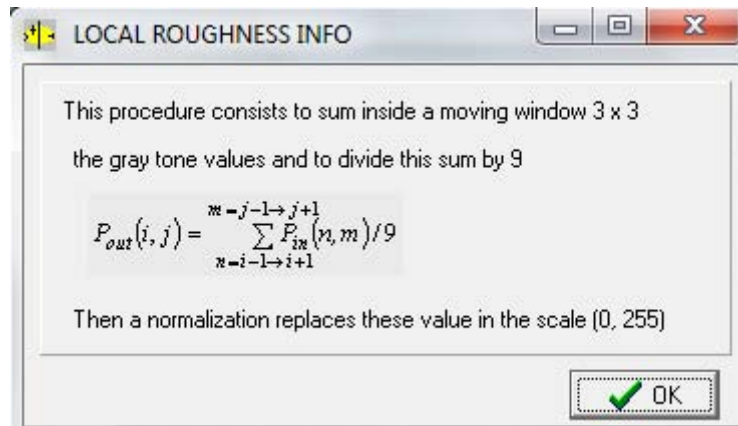 LOCAL ROUGHNESS INFO
This procedure consists to sum inside a moving window 3 x 3
the gray tone values and to divide this sum by 9
m=j-1→j+1
P_out(i, j) = ∑ P_in(n, m)/9
n=i-1→i+1
Then a normalization replaces these value in the scale (0, 255)
OK